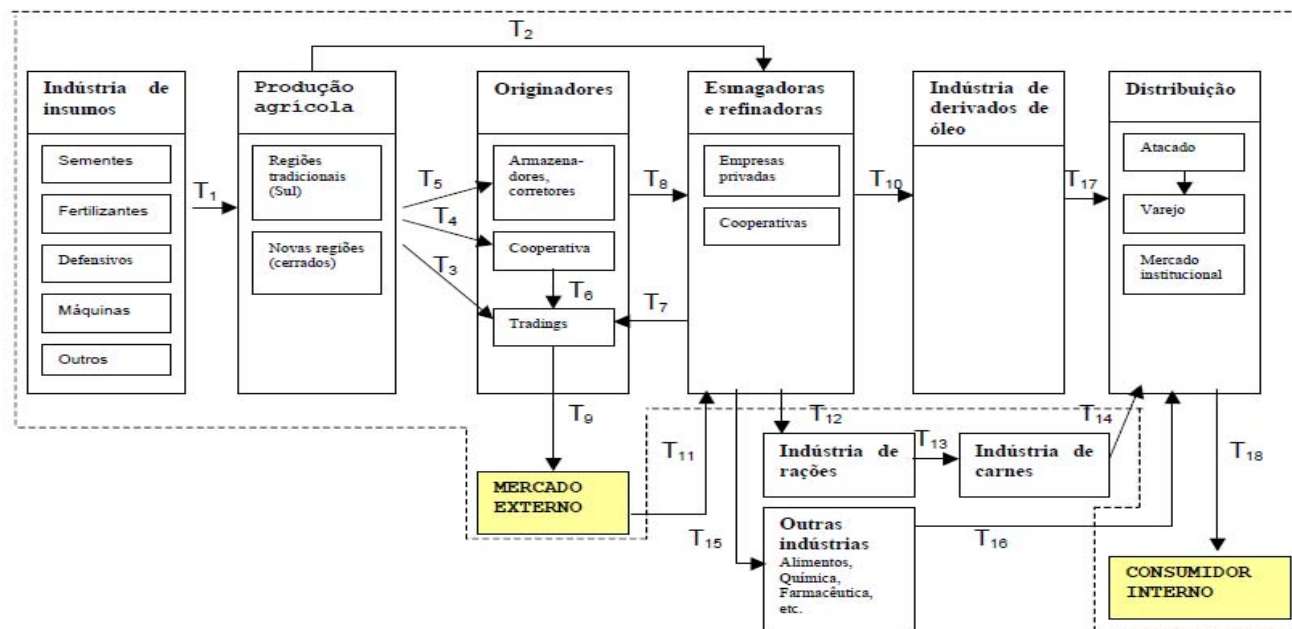 T2
Indústria de
insumos
Sementes
Fertilizantes
Defensivos
Máquinas
Outros
T1
Produção
agrícola
Regiões
tradicionais
(Sul)
Novas regiões
(cerrados)
T5
T4
T3
Originadores
Armazena-
dores,
corretores
Cooperativa
T6
Tradings
T8
T7
T9
Esmagadoras
e refinadoras
Empresas
privadas
Cooperativas
T10
Indústria de
derivados de
óleo
T17
Distribuição
Atacado
Varejo
Mercado
institucional
MERCADO
EXTERNO
T11
T12
Indústria de
rações
T13
Indústria de
carnes
T14
T15
Outras
indústrias
Alimentos,
Química,
Farmacêutica,
etc.
T16
T18
CONSUMIDOR
INTERNO